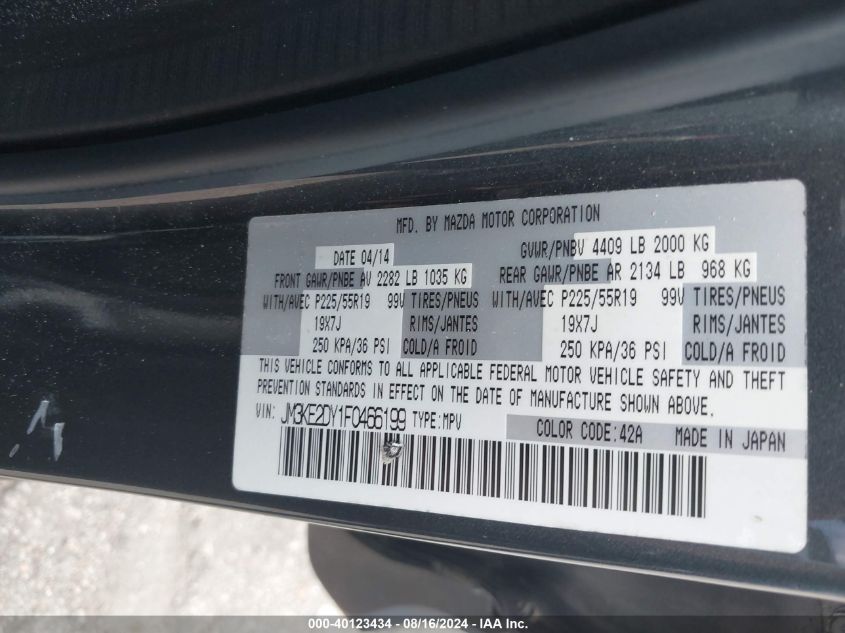 MFD. BY MAZDA MOTOR CORPORATION
DATE 04/14 GVWR/PNBV 4409 LB 2000 KG
FRONT GAWR/PNBE AV 2282 LB 1035 KG REAR GAWR/PNBE AR 2134 LB 968 KG
WITH/AVEC P225/55R19 99V TIRES/PNEUS WITH/AVEC P225/55R19 99V TIRES/PNEUS
19X7J RIMS/JANTES 19X7J RIMS/JANTES
250 KPA/36 PSI COLD/A FROID 250 KPA/36 PSI COLD/A FROID
THIS VEHICLE CONFORMS TO ALL APPLICABLE FEDERAL MOTOR VEHICLE SAFETY AND THEFT
PREVENTION STANDARDS IN EFFECT ON THE DATE OF MANUFACTURE SHOWN ABOVE.
VIN: JM3KE2DY1F0466199 TYPE:MPV
COLOR CODE:42A MADE IN JAPAN
000-40123434 - 08/16/2024 - IAA Inc.